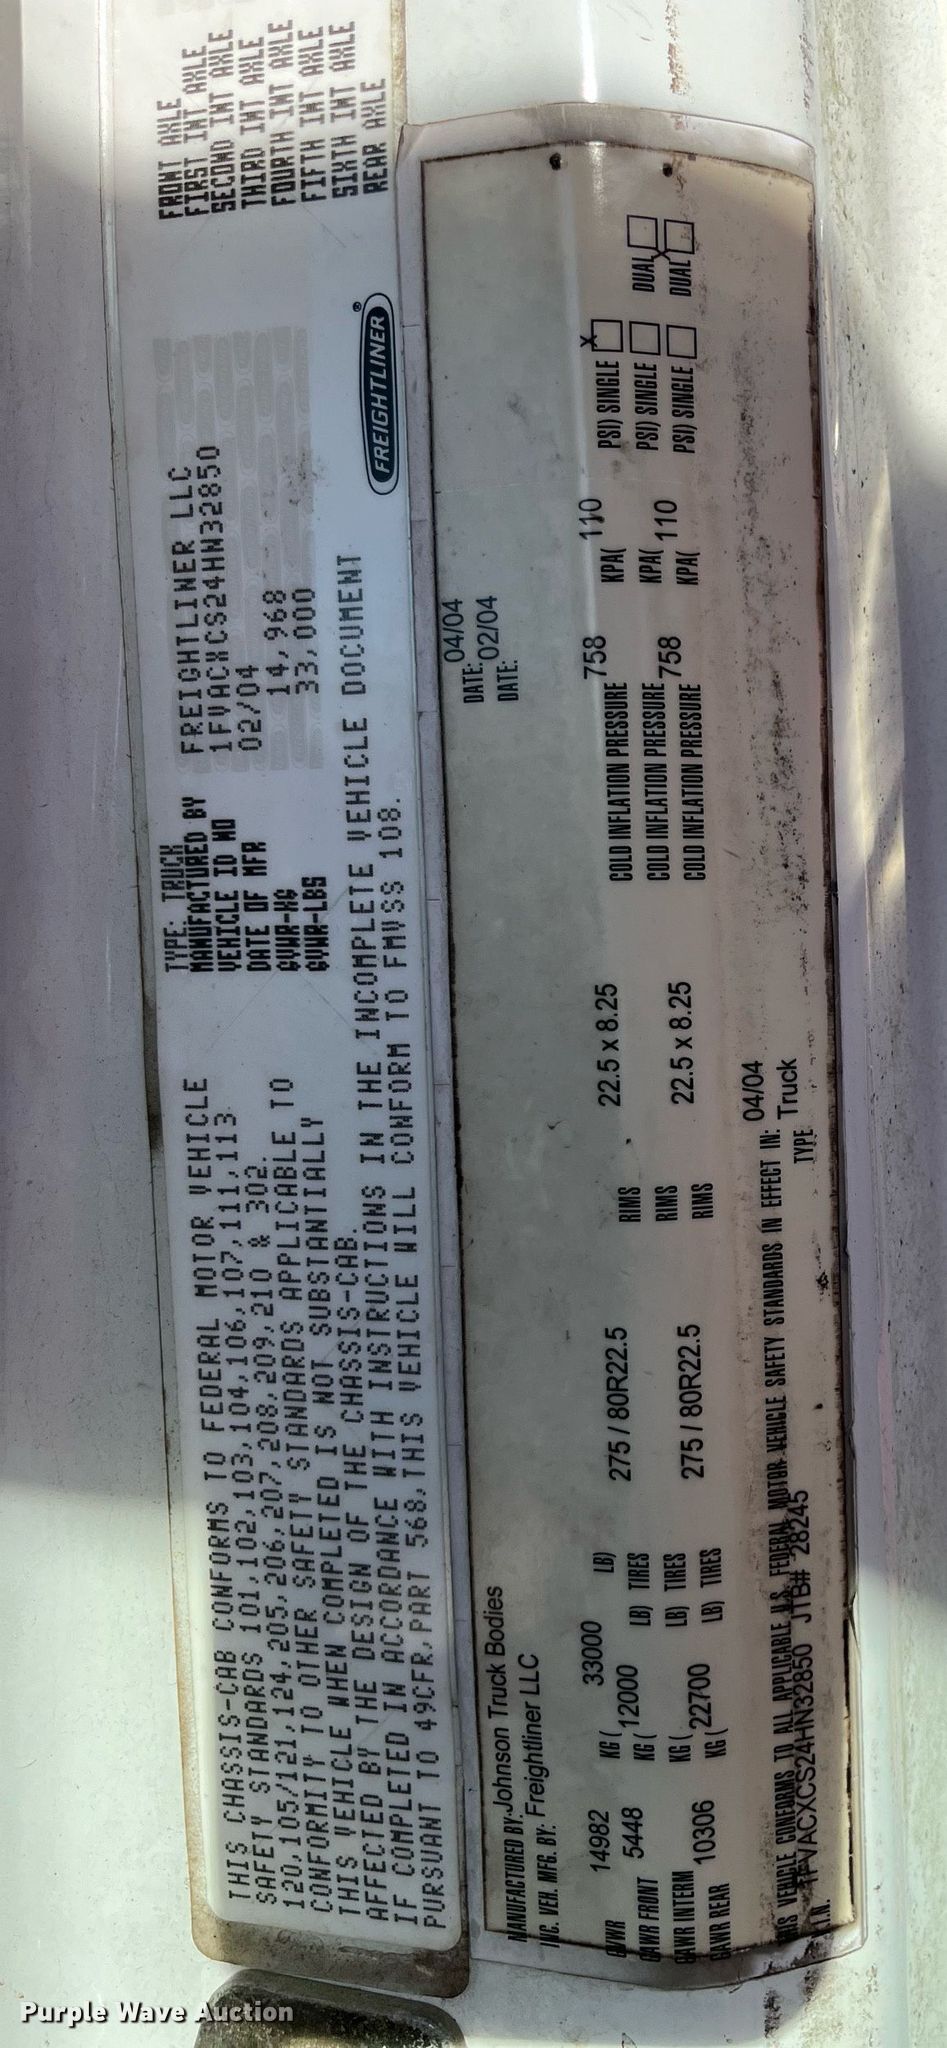 THIS CHASSIS-CAB CONFORMS TO FEDERAL MOTOR VEHICLE
SAFETY STANDARDS 101,102,103,104,106,107,111,113
120,105/121,124,205,206,207,208,209,210 & 302.
CONFORMITY TO OTHER SAFETY STANDARDS APPLICABLE TO
THIS VEHICLE WHEN COMPLETED IS NOT SUBSTANTIALLY
AFFECTED BY THE DESIGN OF THE CHASSIS-CAB.
IF COMPLETED IN ACCORDANCE WITH INSTRUCTIONS IN THE INCOMPLETE VEHICLE DOCUMENT
PURSUANT TO 49CFR,PART 568,THIS VEHICLE WILL CONFORM TO FMVSS 108.
TYPE: TRUCK
MANUFACTURED BY FREIGHTLINER LLC
VEHICLE ID NO 1FVACXCS24HN32850
DATE OF MFR 02/04
GVWR-KG 14,968
GVWR-LBS 33,000
FRONT AXLE
FIRST INT AXLE
SECOND INT AXLE
THIRD INT AXLE
FOURTH INT AXLE
FIFTH INT AXLE
SIXTH INT AXLE
REAR AXLE
FREIGHTLINER®
MANUFACTURED BY: Johnson Truck Bodies DATE: 04/04
INC. VEH. MFG. BY: Freightliner LLC DATE: 02/04
GVWR 14982 KG ( 33000 LB)
GAWR FRONT 5448 KG ( 12000 LB) TIRES 275 / 80R22.5 RIMS 22.5 x 8.25 COLD INFLATION PRESSURE 758 KPA( 110 PSI) SINGLE X
GAWR INTERM KG ( LB) TIRES RIMS COLD INFLATION PRESSURE KPA( PSI) SINGLE DUAL
GAWR REAR 10306 KG ( 22700 LB) TIRES 275 / 80R22.5 RIMS 22.5 x 8.25 COLD INFLATION PRESSURE 758 KPA( 110 PSI) SINGLE DUAL X
THIS VEHICLE CONFORMS TO ALL APPLICABLE U.S. FEDERAL MOTOR VEHICLE SAFETY STANDARDS IN EFFECT IN: 04/04
V.I.N. 1FVACXCS24HN32850 JTB# 28245 TYPE Truck
Purple Wave Auction